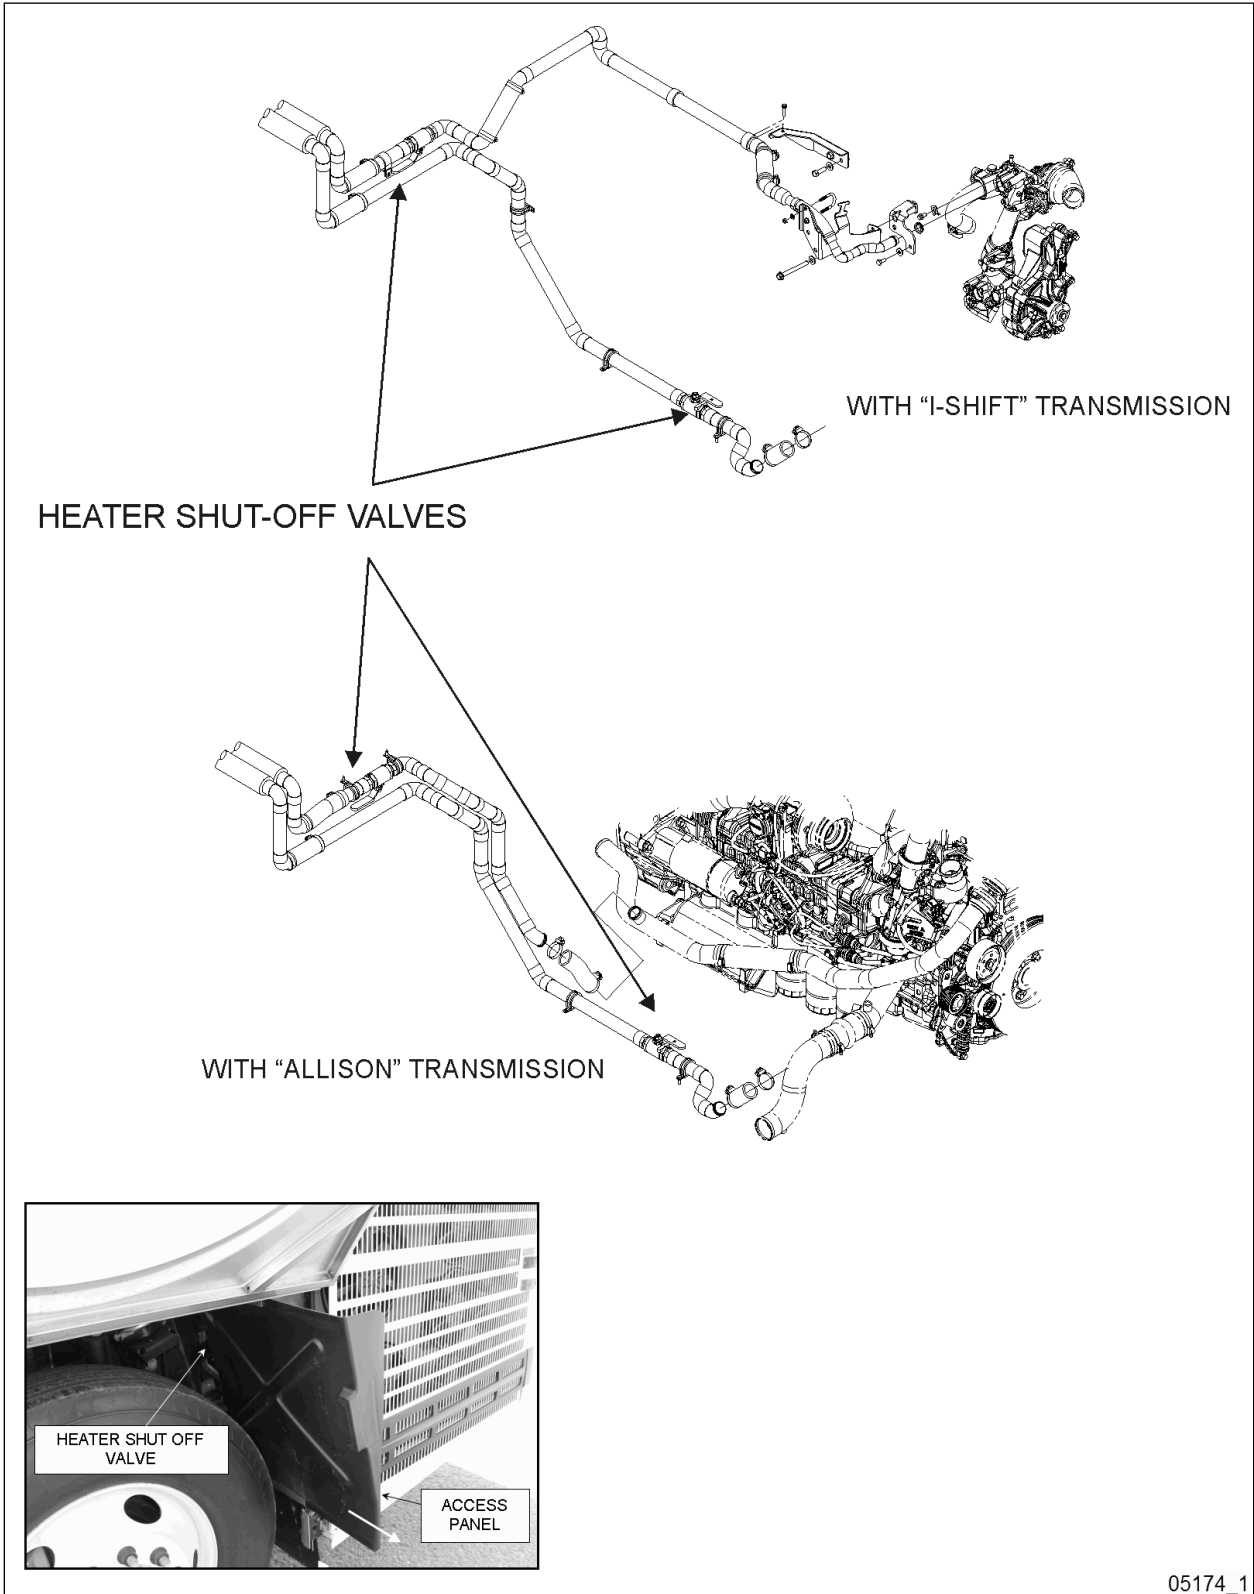 WITH “I-SHIFT” TRANSMISSION
HEATER SHUT-OFF VALVES
WITH “ALLISON” TRANSMISSION
HEATER SHUT OFF
VALVE
ACCESS
PANEL
05174_1